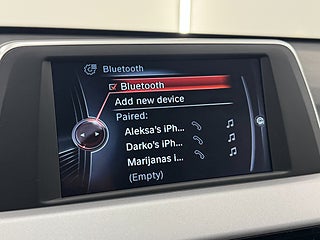 Bluetooth
Bluetooth
Add new device
Paired:
Aleksa's iPh...
Darko's iPh...
Marijanas i...
(Empty)